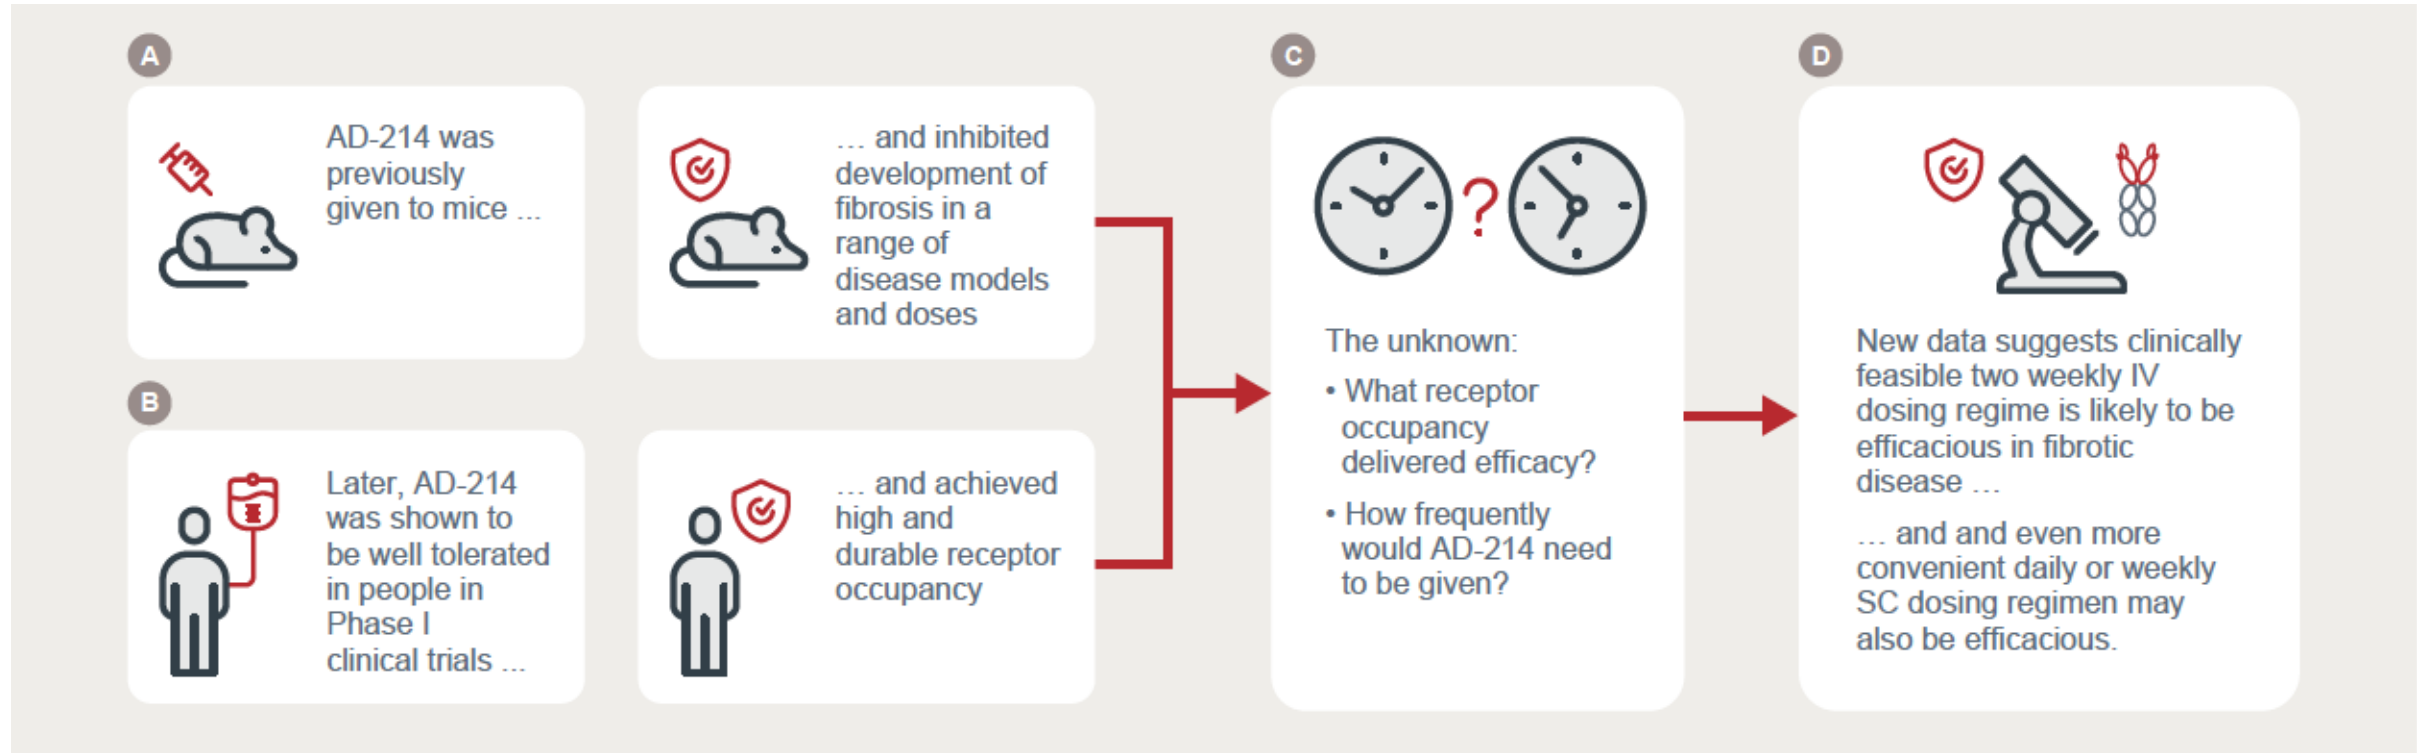 A
AD-214 was
previously
given to mice ...
... and inhibited
development of
fibrosis in a
range of
disease models
and doses
B
Later, AD-214
was shown to
be well tolerated
in people in
Phase I
clinical trials ...
... and achieved
high and
durable receptor
occupancy
C
?
The unknown:
• What receptor
occupancy
delivered efficacy?
• How frequently
would AD-214 need
to be given?
D
New data suggests clinically
feasible two weekly IV
dosing regime is likely to be
efficacious in fibrotic
disease ...
... and and even more
convenient daily or weekly
SC dosing regimen may
also be efficacious.